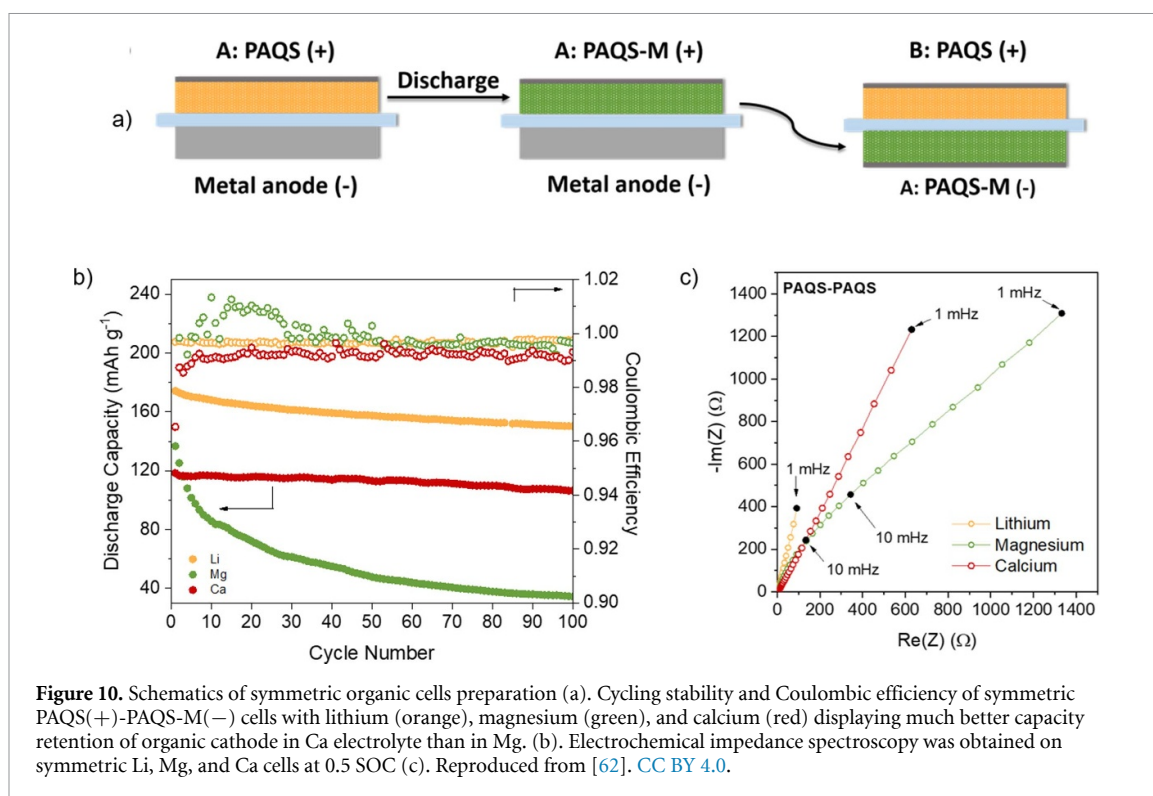 A: PAQS (+)
Discharge
A: PAQS-M (+)
B: PAQS (+)
a)
Metal anode (-)
Metal anode (-)
A: PAQS-M (-)
b)
Discharge Capacity (mAh g⁻¹)
240
200
160
120
80
40
Li
Mg
Ca
0 10 20 30 40 50 60 70 80 90 100
Cycle Number
1.02
1.00
0.98
0.96
0.94
0.92
0.90
Coulombic Efficiency
c)
PAQS-PAQS
-Im(Z) (Ω)
1400
1200
1000
800
600
400
200
0
1 mHz
1 mHz
1 mHz
10 mHz
10 mHz
Lithium
Magnesium
Calcium
0 200 400 600 800 1000 1200 1400
Re(Z) (Ω)
Figure 10. Schematics of symmetric organic cells preparation (a). Cycling stability and Coulombic efficiency of symmetric
PAQS(+)-PAQS-M(−) cells with lithium (orange), magnesium (green), and calcium (red) displaying much better capacity
retention of organic cathode in Ca electrolyte than in Mg. (b). Electrochemical impedance spectroscopy was obtained on
symmetric Li, Mg, and Ca cells at 0.5 SOC (c). Reproduced from [62]. CC BY 4.0.